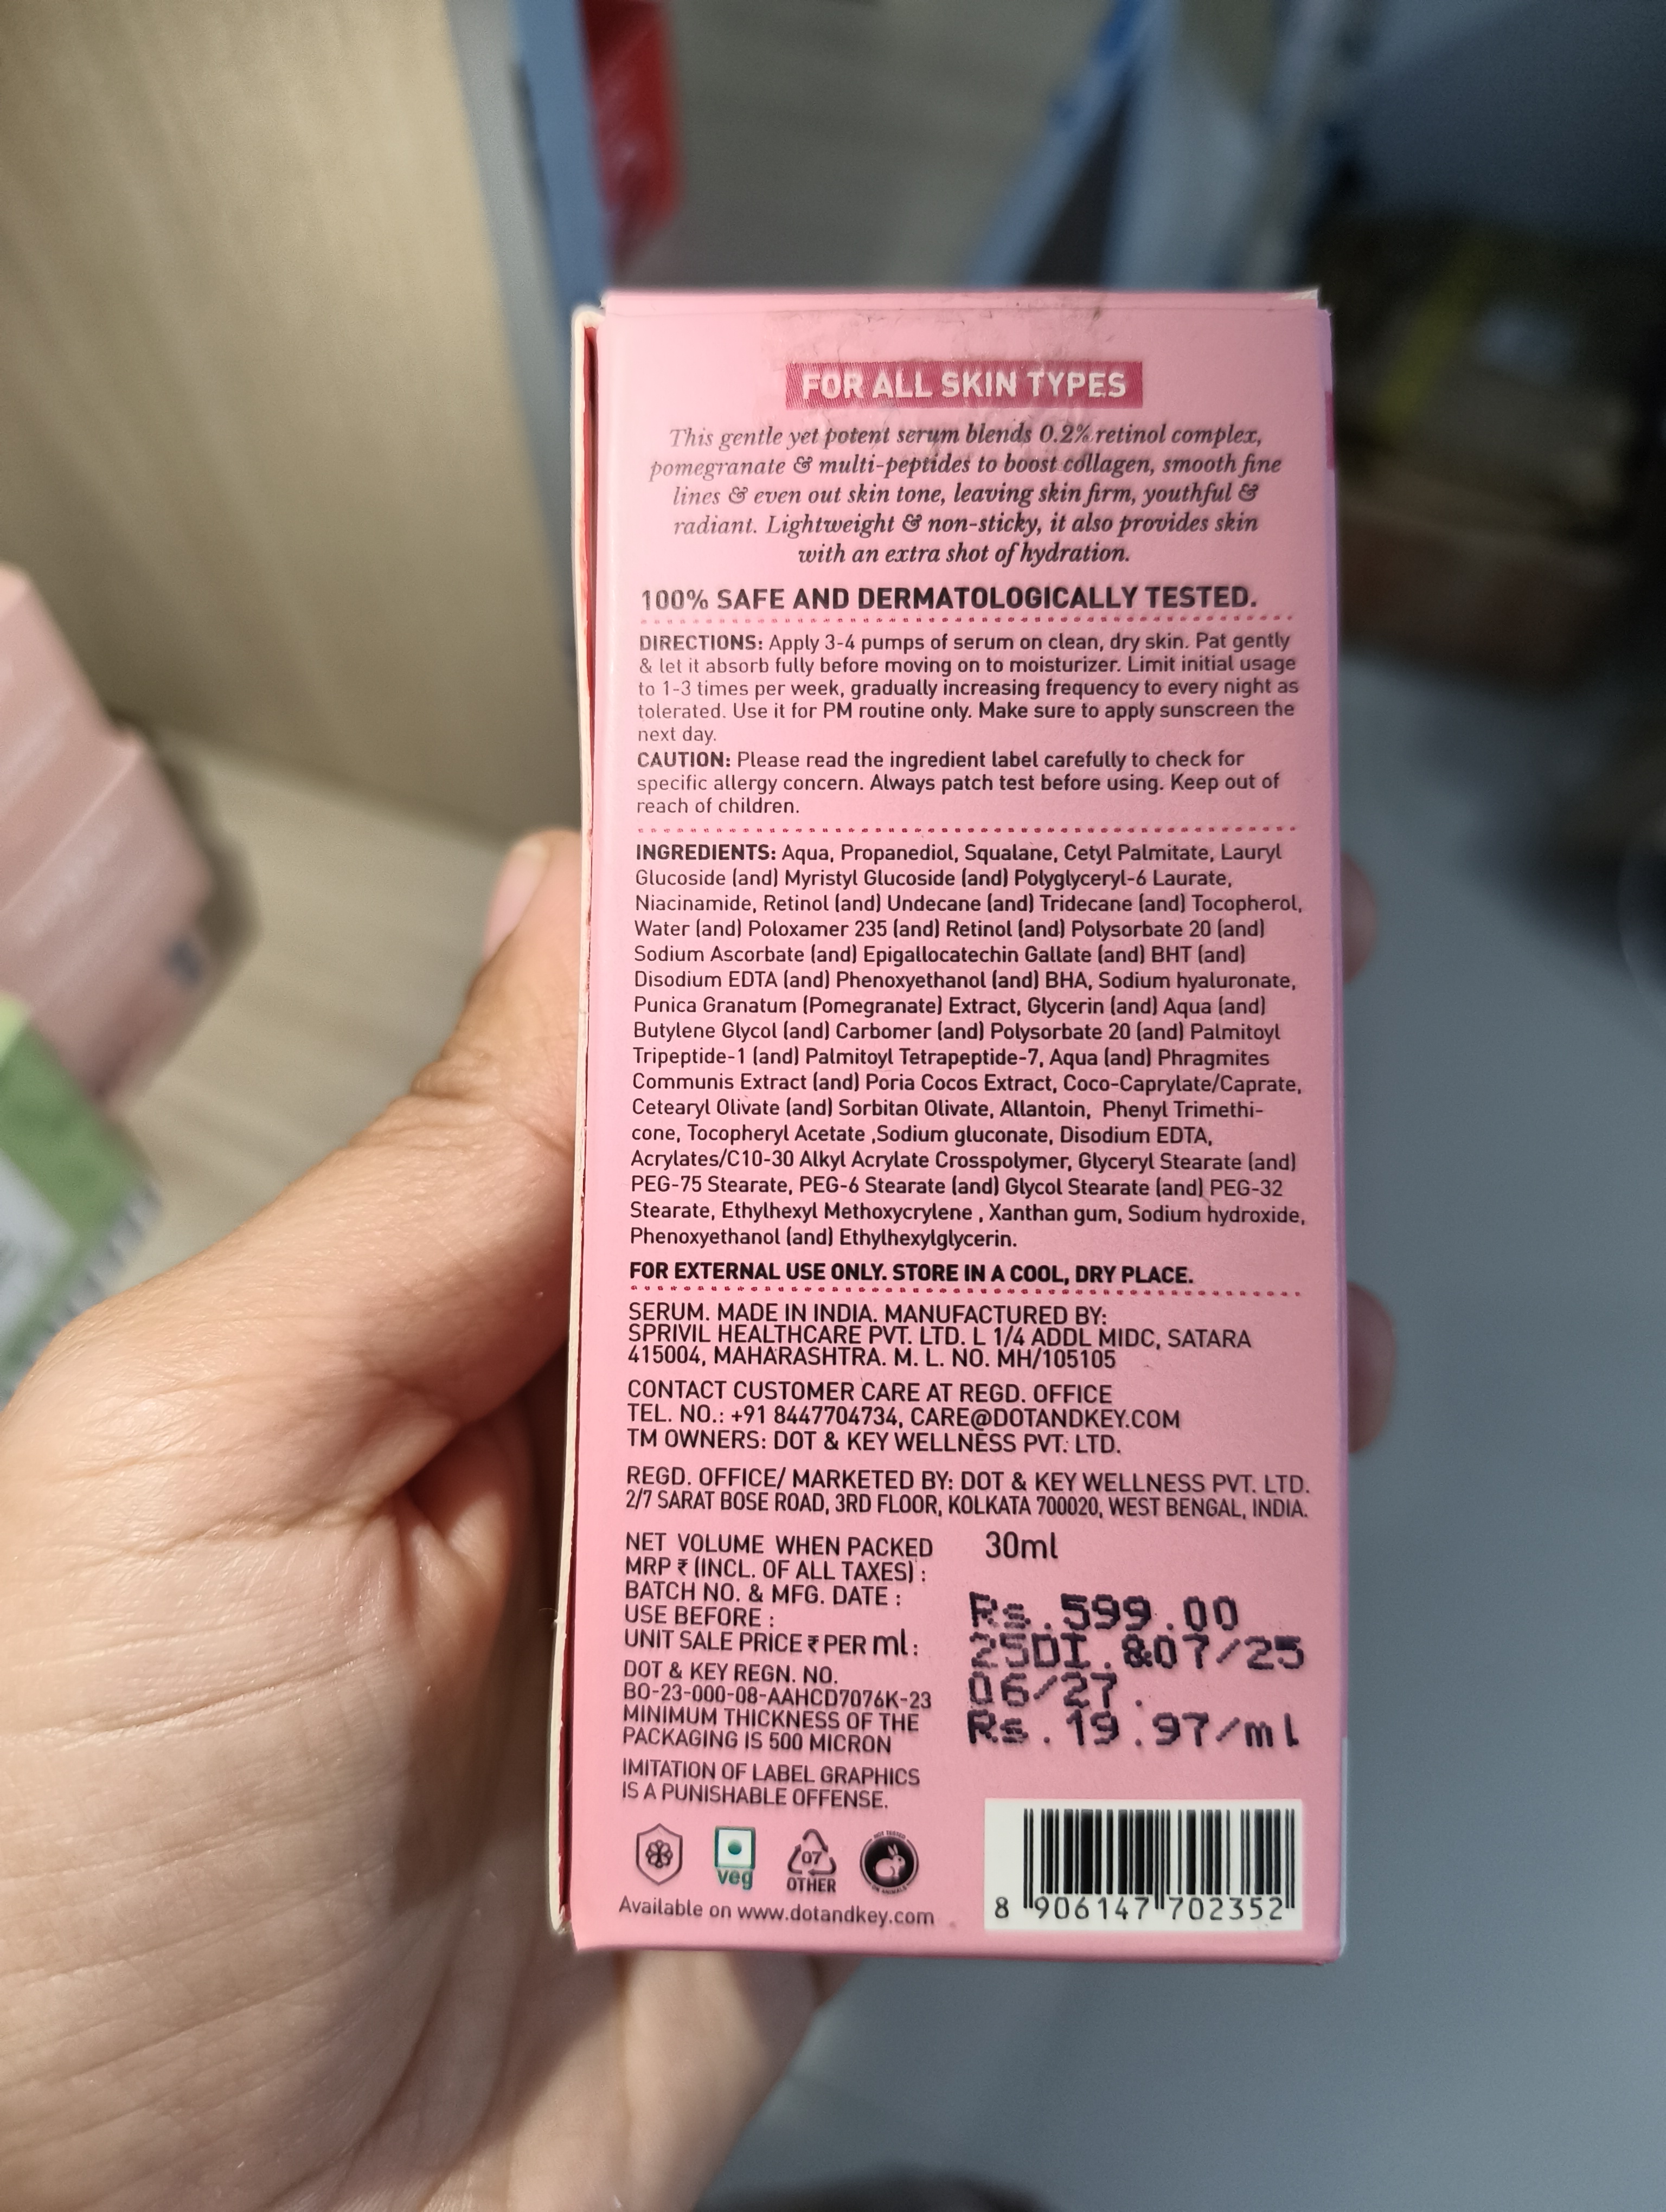 FOR ALL SKIN TYPES
This gentle yet potent serum blends 0.2% retinol complex,
pomegranate & multi-peptides to boost collagen, smooth fine
lines & even out skin tone, leaving skin firm, youthful &
radiant. Lightweight & non-sticky, it also provides skin
with an extra shot of hydration.
100% SAFE AND DERMATOLOGICALLY TESTED.
DIRECTIONS: Apply 3-4 pumps of serum on clean, dry skin. Pat gently
& let it absorb fully before moving on to moisturizer. Limit initial usage
to 1-3 times per week, gradually increasing frequency to every night as
tolerated. Use it for PM routine only. Make sure to apply sunscreen the
next day.
CAUTION: Please read the ingredient label carefully to check for
specific allergy concern. Always patch test before using. Keep out of
reach of children.
INGREDIENTS: Aqua, Propanediol, Squalane, Cetyl Palmitate, Lauryl
Glucoside (and) Myristyl Glucoside (and) Polyglyceryl-6 Laurate,
Niacinamide, Retinol (and) Undecane (and) Tridecane (and) Tocopherol,
Water (and) Poloxamer 235 (and) Retinol (and) Polysorbate 20 (and)
Sodium Ascorbate (and) Epigallocatechin Gallate (and) BHT (and)
Disodium EDTA (and) Phenoxyethanol (and) BHA, Sodium hyaluronate,
Punica Granatum (Pomegranate) Extract, Glycerin (and) Aqua (and)
Butylene Glycol (and) Carbomer (and) Polysorbate 20 (and) Palmitoyl
Tripeptide-1 (and) Palmitoyl Tetrapeptide-7, Aqua (and) Phragmites
Communis Extract (and) Poria Cocos Extract, Coco-Caprylate/Caprate,
Cetearyl Olivate (and) Sorbitan Olivate, Allantoin, Phenyl Trimethi-
cone, Tocopheryl Acetate ,Sodium gluconate, Disodium EDTA,
Acrylates/C10-30 Alkyl Acrylate Crosspolymer, Glyceryl Stearate (and)
PEG-75 Stearate, PEG-6 Stearate (and) Glycol Stearate (and) PEG-32
Stearate, Ethylhexyl Methoxycrylene , Xanthan gum, Sodium hydroxide,
Phenoxyethanol (and) Ethylhexylglycerin.
FOR EXTERNAL USE ONLY. STORE IN A COOL, DRY PLACE.
SERUM. MADE IN INDIA. MANUFACTURED BY:
SPRIVIL HEALTHCARE PVT. LTD. L 1/4 ADDL MIDC, SATARA
415004, MAHARASHTRA. M. L. NO. MH/105105
CONTACT CUSTOMER CARE AT REGD. OFFICE
TEL. NO.: +91 8447704734, CARE@DOTANDKEY.COM
TM OWNERS: DOT & KEY WELLNESS PVT. LTD.
REGD. OFFICE/ MARKETED BY: DOT & KEY WELLNESS PVT. LTD.
2/7 SARAT BOSE ROAD, 3RD FLOOR, KOLKATA 700020, WEST BENGAL, INDIA.
NET VOLUME WHEN PACKED 30ml
MRP ₹ (INCL. OF ALL TAXES) : Rs.599.00
BATCH NO. & MFG. DATE : 25DI.&07/25
USE BEFORE : 06/27.
UNIT SALE PRICE ₹ PER ml : Rs.19.97/ml
DOT & KEY REGN. NO.
BO-23-000-08-AAHCD7076K-23
MINIMUM THICKNESS OF THE
PACKAGING IS 500 MICRON
IMITATION OF LABEL GRAPHICS
IS A PUNISHABLE OFFENSE.
veg
07
OTHER
NOT TESTED
ON ANIMALS
Available on www.dotandkey.com
8 906147 702352